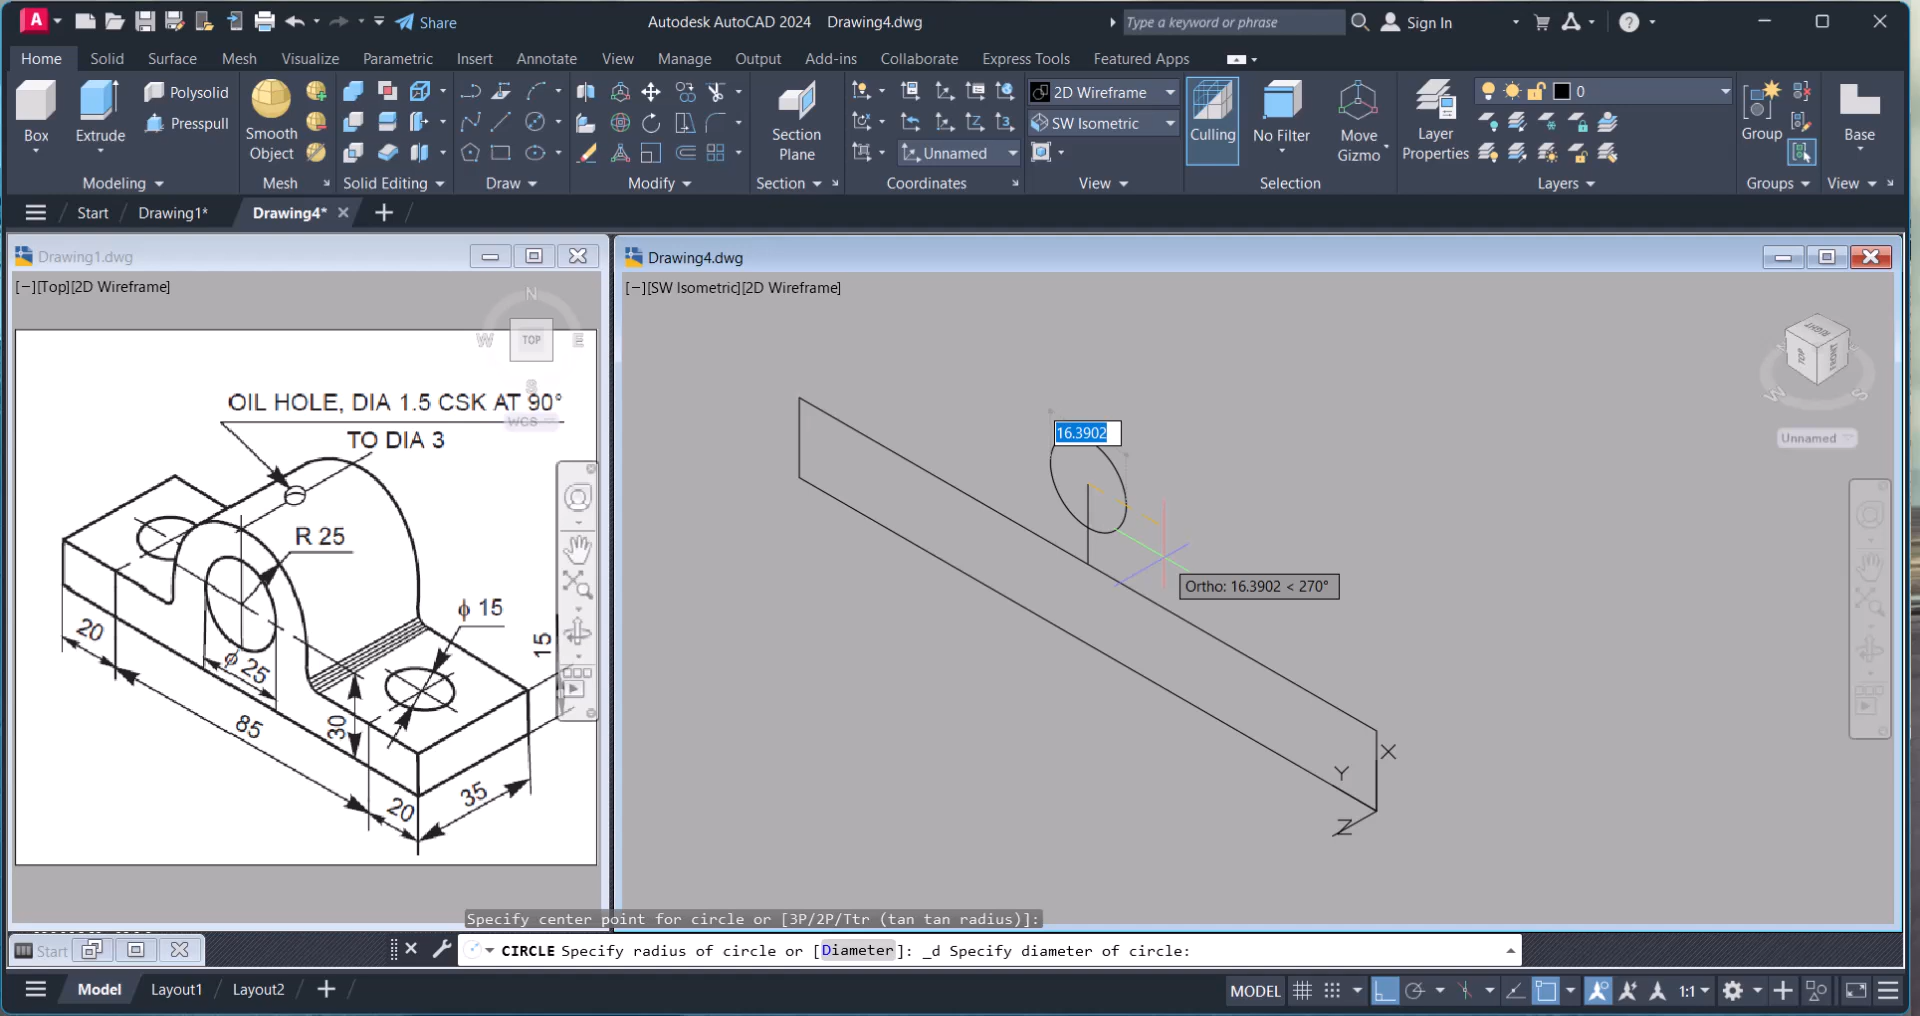 A
Share
Autodesk AutoCAD 2024 Drawing4.dwg
Type a keyword or phrase
Sign In
Home Solid Surface Mesh Visualize Parametric Insert Annotate View Manage Output Add-ins Collaborate Express Tools Featured Apps
Box
Extrude
Polysolid
Presspull
Smooth
Object
Section
Plane
2D Wireframe
SW Isometric
Unnamed
Culling
No Filter
Move
Gizmo
Layer
Properties
0
Group
Base
Modeling Mesh Solid Editing Draw Modify Section Coordinates View Selection Layers Groups View
Start Drawing1* Drawing4*
Drawing1.dwg
[−][Top][2D Wireframe]
N
W
TOP
E
S
WCS
OIL HOLE, DIA 1.5 CSK AT 90°
TO DIA 3
R 25
ϕ 15
15
20
ϕ 25
85
30
20
35
Drawing4.dwg
[−][SW Isometric][2D Wireframe]
RIGHT
TOP
FRONT
W
S
Unnamed
16.3902
Ortho: 16.3902 < 270°
X
Y
Z
Specify center point for circle or [3P/2P/Ttr (tan tan radius)]:
Start
CIRCLE Specify radius of circle or [Diameter]: _d Specify diameter of circle:
Model Layout1 Layout2
MODEL
1:1